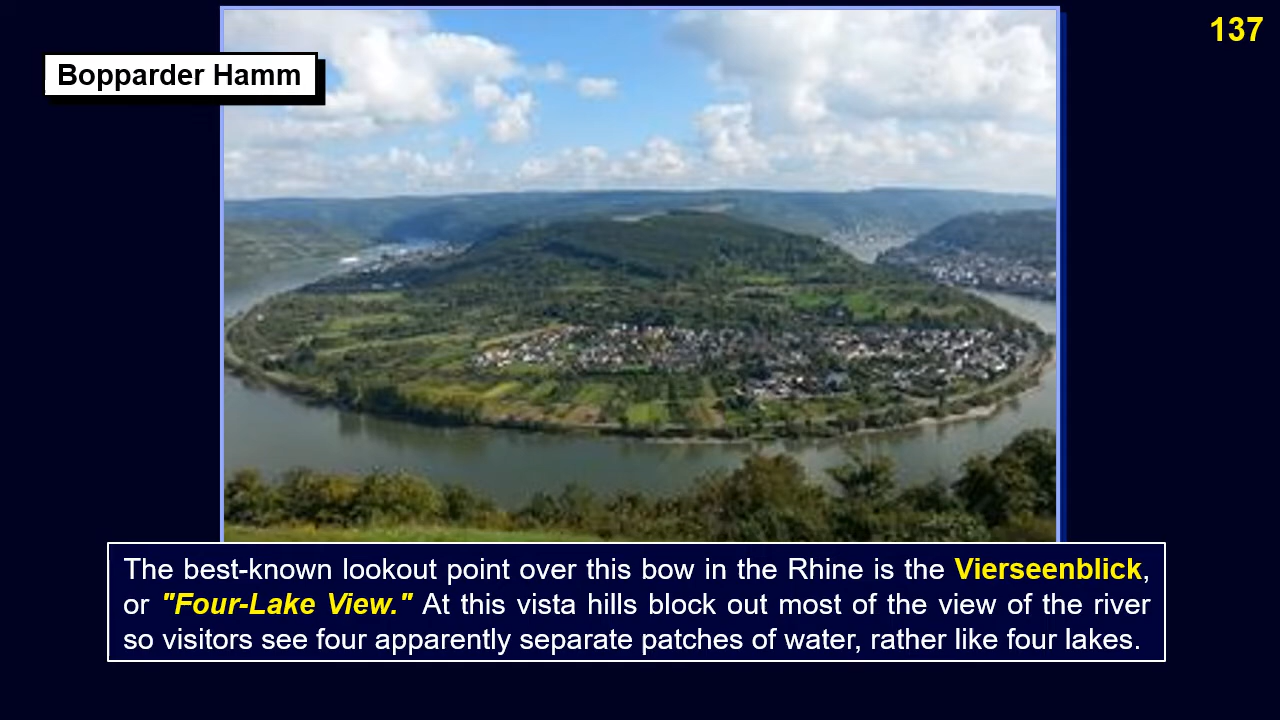 137
Bopparder Hamm
The best-known lookout point over this bow in the Rhine is the Vierseenblick,
or "Four-Lake View." At this vista hills block out most of the view of the river
so visitors see four apparently separate patches of water, rather like four lakes.